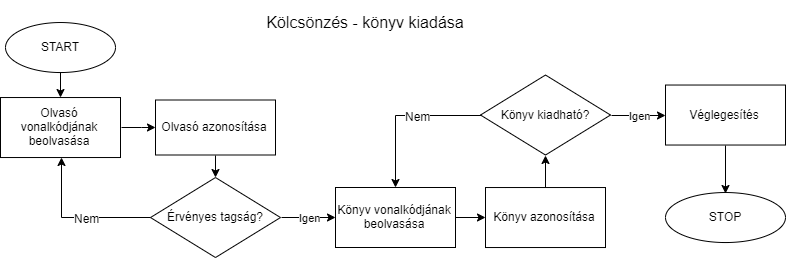 Kölcsönzés - könyv kiadása
START
Olvasó
vonalkódjának
beolvasása
Olvasó azonosítása
Érvényes tagság?
Nem
Igen
Könyv vonalkódjának
beolvasása
Könyv azonosítása
Könyv kiadható?
Nem
Igen
Véglegesítés
STOP